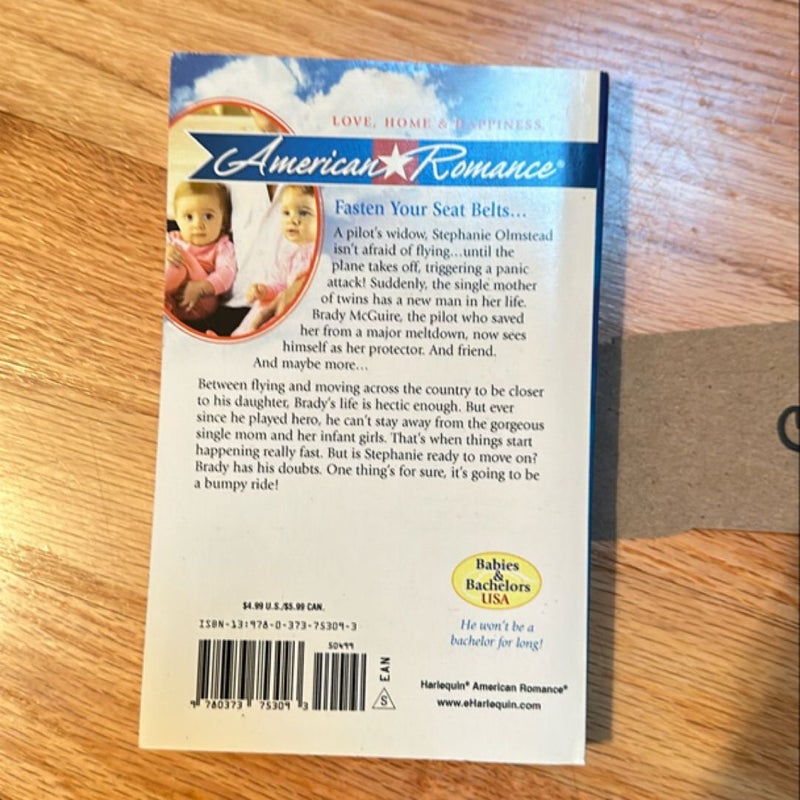 LOVE, HOME & HAPPINESS.
American Romance®
Fasten Your Seat Belts…
A pilot's widow, Stephanie Olmstead
isn't afraid of flying…until the
plane takes off, triggering a panic
attack! Suddenly, the single mother
of twins has a new man in her life.
Brady McGuire, the pilot who saved
her from a major meltdown, now sees
himself as her protector. And friend.
And maybe more…
Between flying and moving across the country to be closer
to his daughter, Brady's life is hectic enough. But ever
since he played hero, he can't stay away from the gorgeous
single mom and her infant girls. That's when things start
happening really fast. But is Stephanie ready to move on?
Brady has his doubts. One thing's for sure, it's going to be
a bumpy ride!
Babies
&
Bachelors
USA
He won't be a
bachelor for long!
$4.99 U.S./$5.99 CAN.
ISBN-13:978-0-373-75309-3
50499
9 780373 753093
EAN
S
Harlequin® American Romance®
www.eHarlequin.com